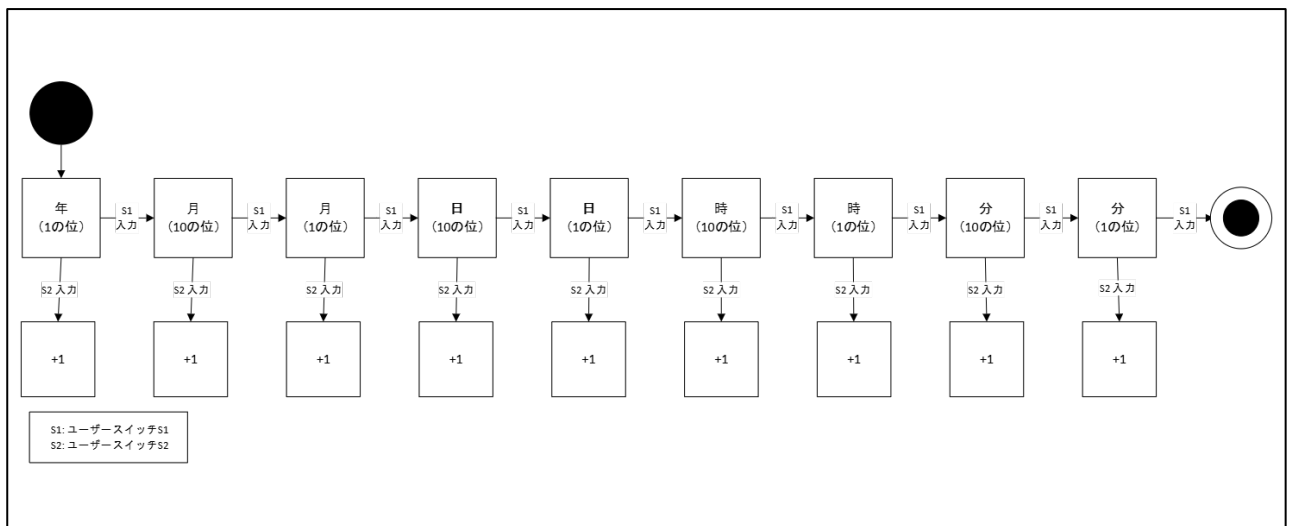 年
（1の位）
S1
入力
月
（10の位）
S1
入力
月
（1の位）
S1
入力
日
（10の位）
S1
入力
日
（1の位）
S1
入力
時
（10の位）
S1
入力
時
（1の位）
S1
入力
分
（10の位）
S1
入力
分
（1の位）
S1
入力
S2 入力
S2 入力
S2 入力
S2 入力
S2 入力
S2 入力
S2 入力
S2 入力
S2 入力
+1
+1
+1
+1
+1
+1
+1
+1
+1
S1: ユーザースイッチS1
S2: ユーザースイッチS2